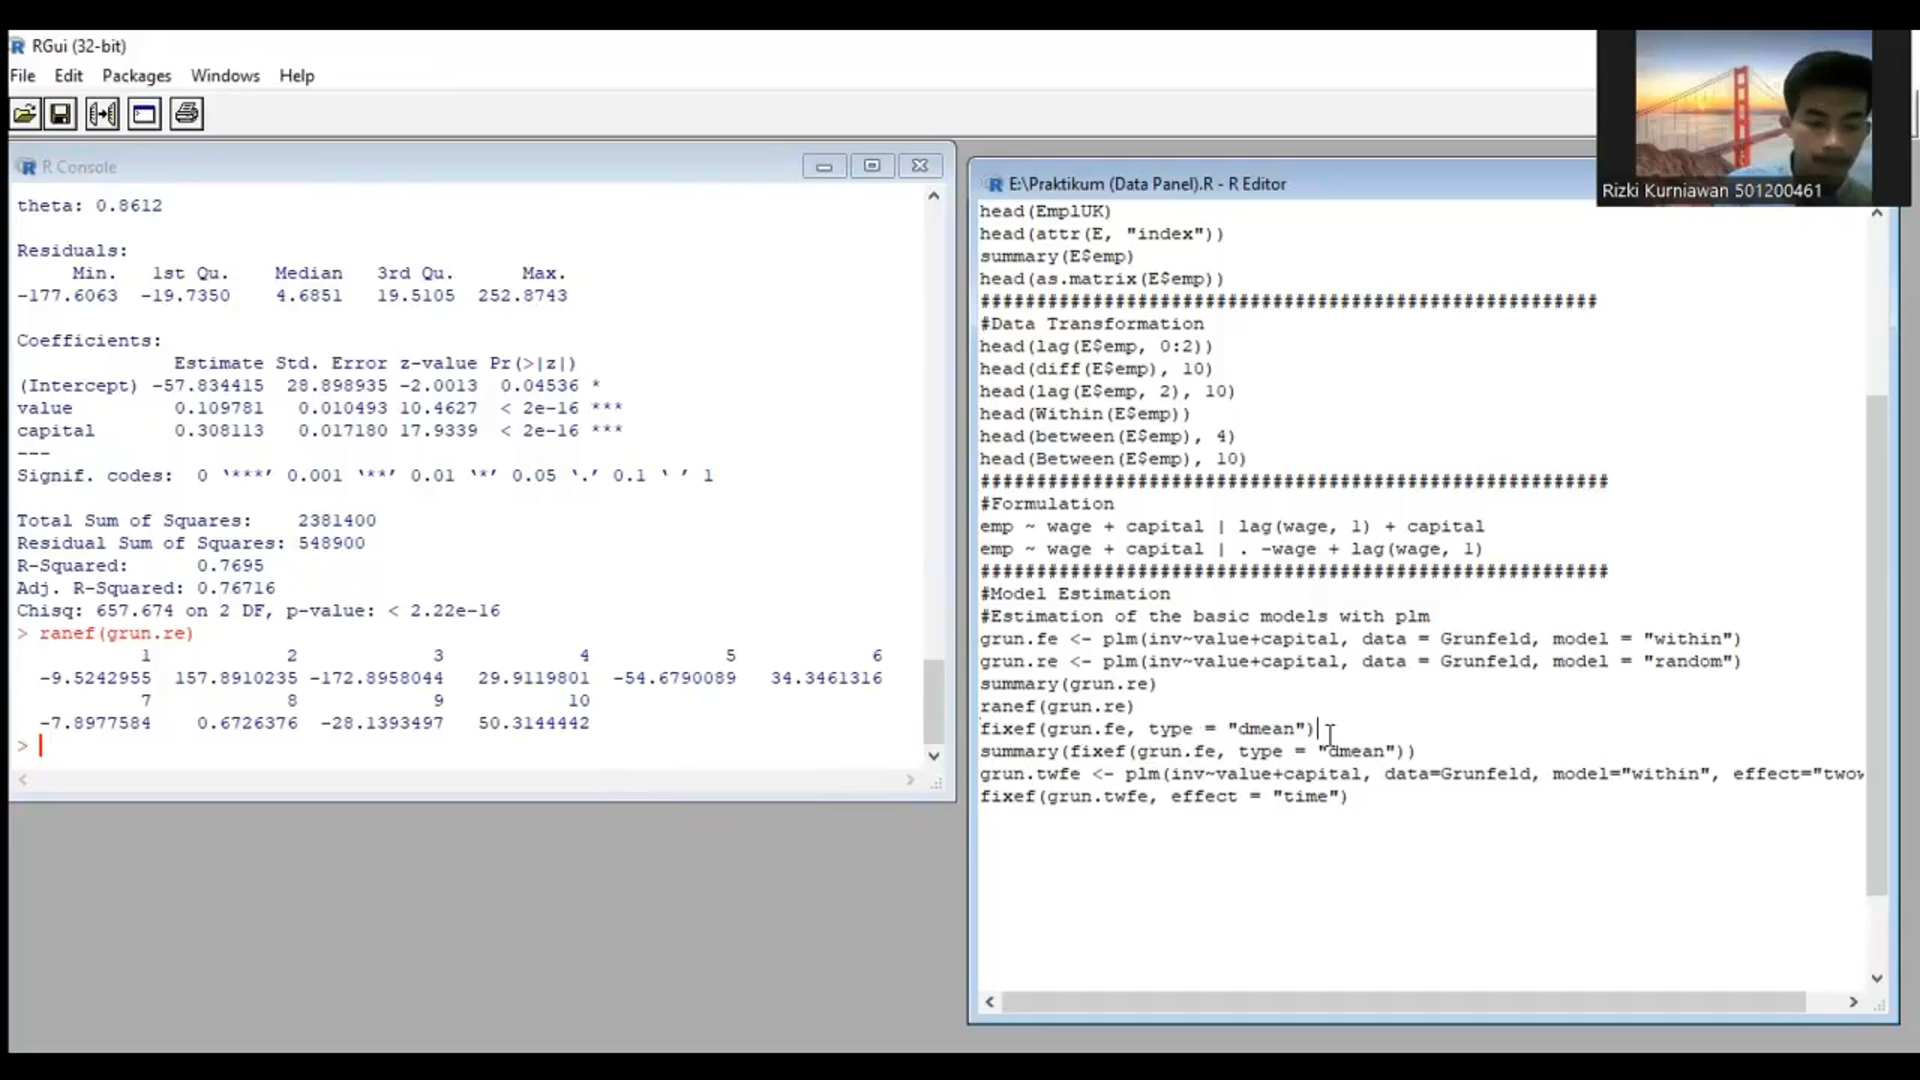 RGui (32-bit)
File Edit Packages Windows Help
R Console
theta: 0.8612
Residuals:
Min. 1st Qu. Median 3rd Qu. Max.
-177.6063 -19.7350 4.6851 19.5105 252.8743
Coefficients:
Estimate Std. Error z-value Pr(>|z|)
(Intercept) -57.834415 28.898935 -2.0013 0.04536 *
value 0.109781 0.010493 10.4627 < 2e-16 ***
capital 0.308113 0.017180 17.9339 < 2e-16 ***
---
Signif. codes: 0 ‘***’ 0.001 ‘**’ 0.01 ‘*’ 0.05 ‘.’ 0.1 ‘ ’ 1
Total Sum of Squares: 2381400
Residual Sum of Squares: 548900
R-Squared: 0.7695
Adj. R-Squared: 0.76716
Chisq: 657.674 on 2 DF, p-value: < 2.22e-16
> ranef(grun.re)
1 2 3 4 5 6
-9.5242955 157.8910235 -172.8958044 29.9119801 -54.6790089 34.3461316
7 8 9 10
-7.8977584 0.6726376 -28.1393497 50.3144442
>
E:\Praktikum (Data Panel).R - R Editor
head(EmplUK)
head(attr(E, "index"))
summary(E$emp)
head(as.matrix(E$emp))
#######################################################
#Data Transformation
head(lag(E$emp, 0:2))
head(diff(E$emp), 10)
head(lag(E$emp, 2), 10)
head(Within(E$emp))
head(between(E$emp), 4)
head(Between(E$emp), 10)
########################################################
#Formulation
emp ~ wage + capital | lag(wage, 1) + capital
emp ~ wage + capital | . -wage + lag(wage, 1)
########################################################
#Model Estimation
#Estimation of the basic models with plm
grun.fe <- plm(inv~value+capital, data = Grunfeld, model = "within")
grun.re <- plm(inv~value+capital, data = Grunfeld, model = "random")
summary(grun.re)
ranef(grun.re)
fixef(grun.fe, type = "dmean")
summary(fixef(grun.fe, type = "dmean"))
grun.twfe <- plm(inv~value+capital, data=Grunfeld, model="within", effect="twow
fixef(grun.twfe, effect = "time")
Rizki Kurniawan 501200461